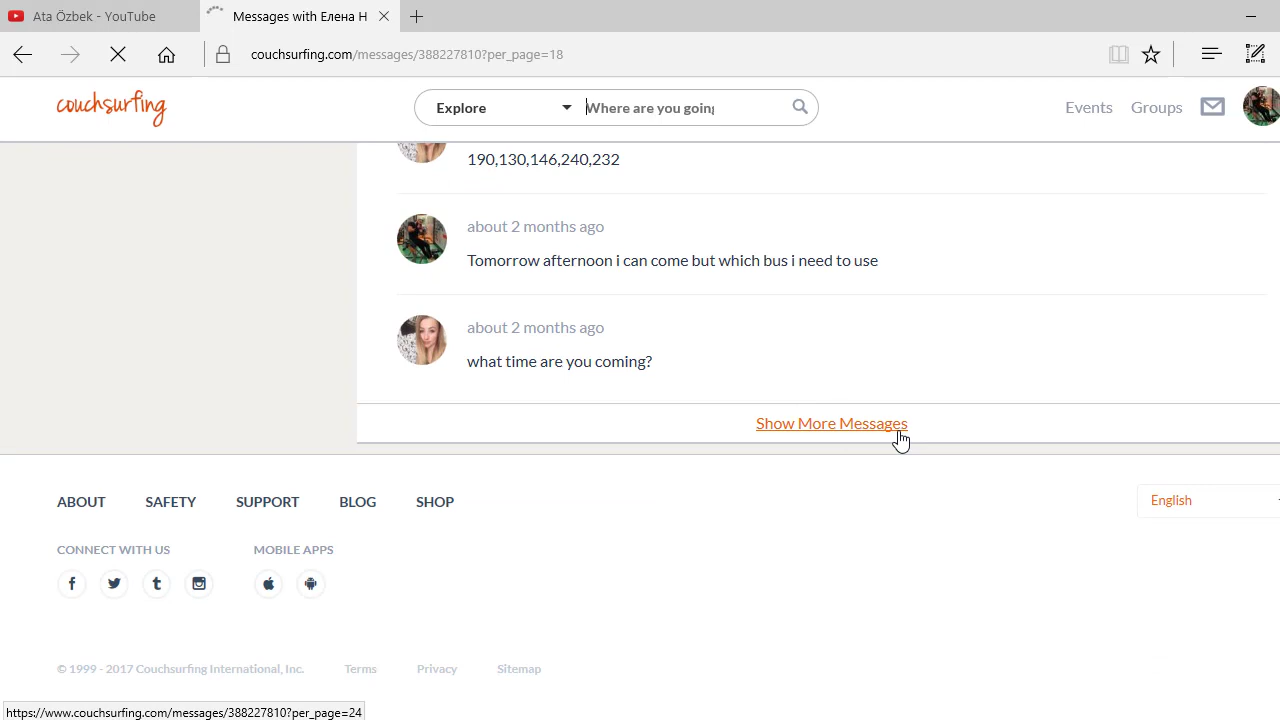 Ata Özbek - YouTube
Messages with Елена Н
couchsurfing.com/messages/388227810?per_page=18
couchsurfing
Explore
Where are you going
Events
Groups
190,130,146,240,232
about 2 months ago
Tomorrow afternoon i can come but which bus i need to use
about 2 months ago
what time are you coming?
Show More Messages
ABOUT
SAFETY
SUPPORT
BLOG
SHOP
English
CONNECT WITH US
MOBILE APPS
© 1999 - 2017 Couchsurfing International, Inc.
Terms
Privacy
Sitemap
https://www.couchsurfing.com/messages/388227810?per_page=24